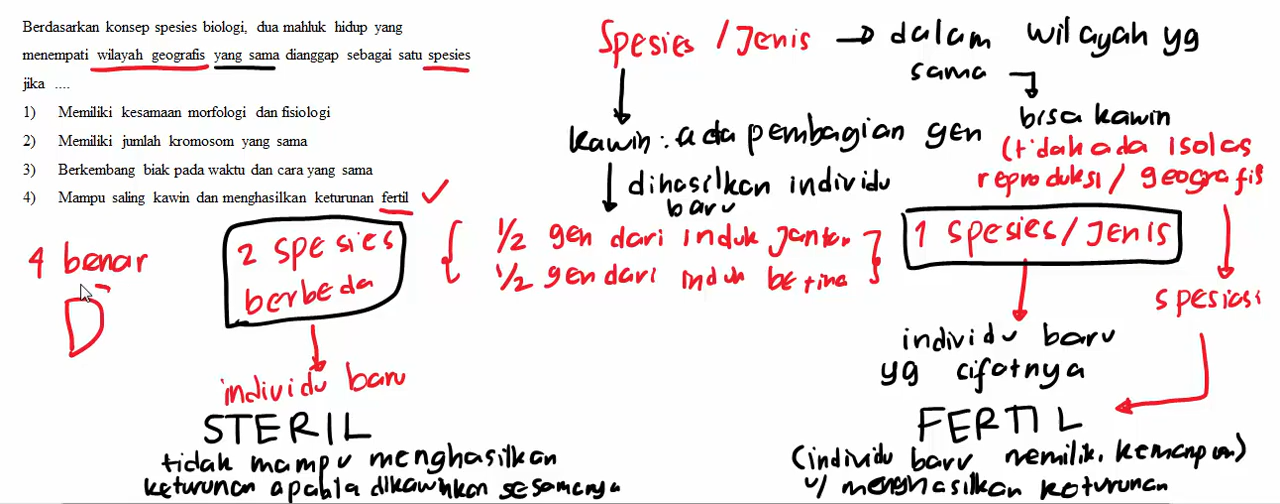 Berdasarkan konsep spesies biologi, dua mahluk hidup yang
menempati wilayah geografis yang sama dianggap sebagai satu spesies
jika ....
1) Memiliki kesamaan morfologi dan fisiologi
2) Memiliki jumlah kromosom yang sama
3) Berkembang biak pada waktu dan cara yang sama
4) Mampu saling kawin dan menghasilkan keturunan fertil
4 benar
D
Spesies / Jenis → dalam wilayah yg
sama
bisa kawin
(tidak ada isolas
reproduksi / geografis
kawin : ada pembagian gen
dihasilkan individu
baru
1/2 gen dari induk jantan
1/2 gen dari induk betina
2 spesies
berbeda
individu baru
STERIL
tidak mampu menghasilkan
keturunan apabla dikawinkan sesamanya
1 spesies/Jenis
spesiasi
individu baru
yg cifatnya
FERTIL
(individu baru memiliki kemampuan)
u/ menghasilkan keturunan